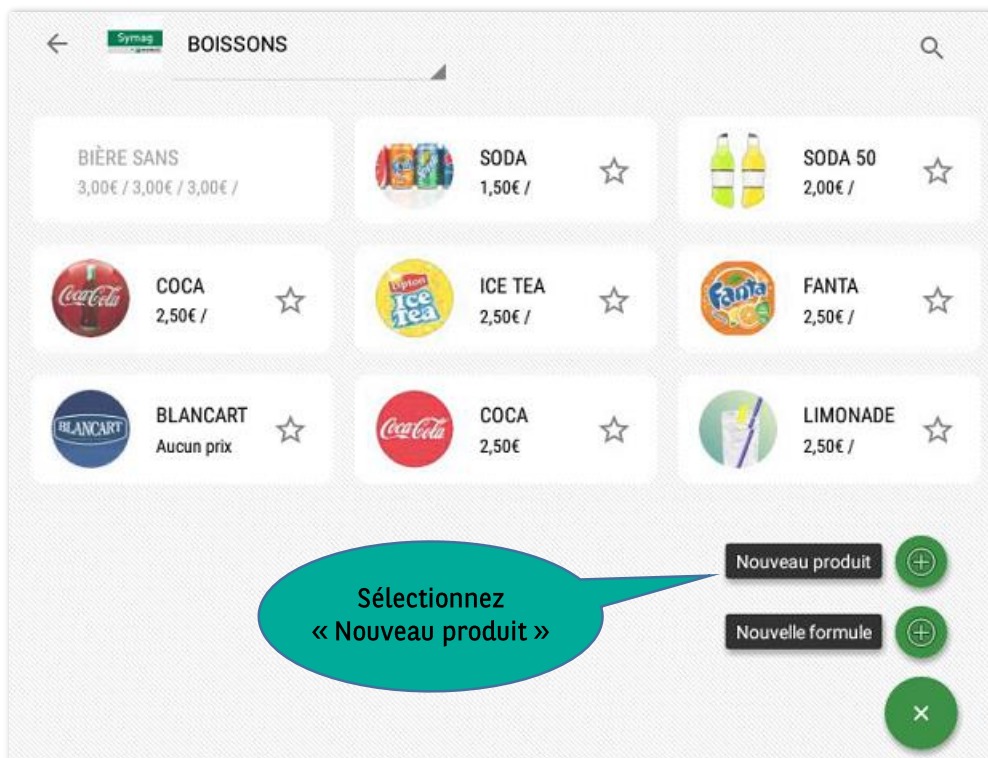 Symag
BOISSONS
BIÈRE SANS
3,00€ / 3,00€ / 3,00€ /
SODA
1,50€ /
SODA 50
2,00€ /
Coca-Cola
COCA
2,50€ /
Lipton
Ice
Tea
ICE TEA
2,50€ /
Fanta
FANTA
2,50€ /
BLANCART
BLANCART
Aucun prix
Coca-Cola
COCA
2,50€
LIMONADE
2,50€ /
Nouveau produit
Sélectionnez
« Nouveau produit »
Nouvelle formule